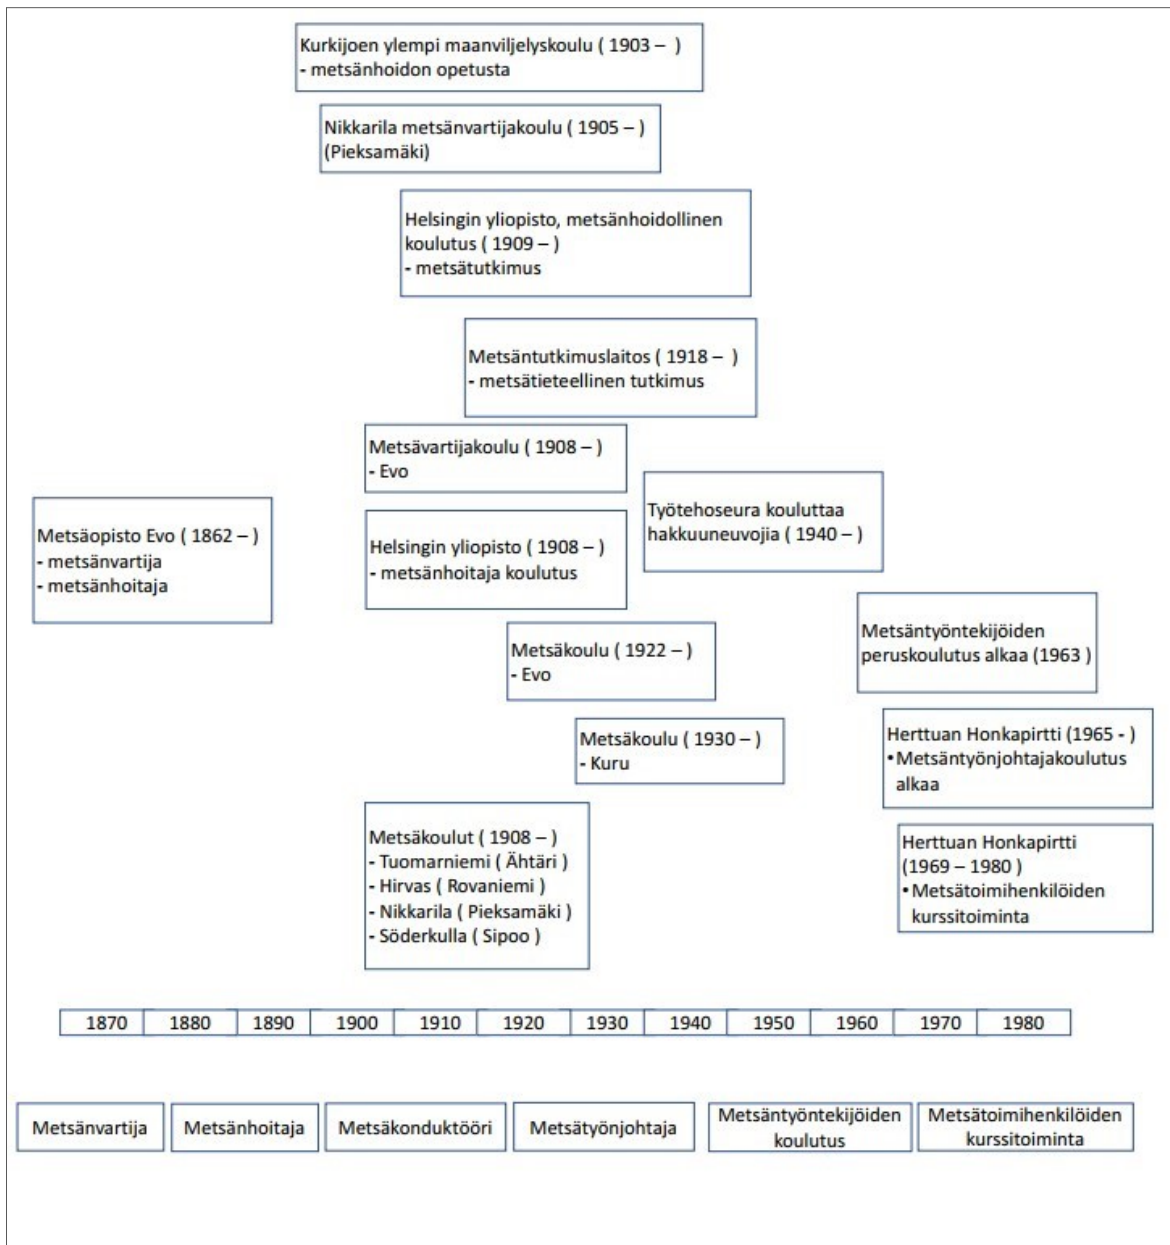 Kurkijoen ylempi maanviljelyskoulu ( 1903 –  )
- metsänhoidon opetusta
Nikkarila metsänvartijakoulu ( 1905 – )
(Pieksamäki)
Helsingin yliopisto, metsänhoidollinen
koulutus ( 1909 – )
- metsätutkimus
Metsäntutkimuslaitos ( 1918 –  )
- metsätieteellinen tutkimus
Metsävartijakoulu ( 1908 – )
- Evo
Työtehoseura kouluttaa
hakkuuneuvojia ( 1940 – )
Metsäopisto Evo ( 1862 – )
- metsänvartija
- metsänhoitaja
Helsingin yliopisto ( 1908 – )
- metsänhoitaja koulutus
Metsäntyöntekijöiden
peruskoulutus alkaa (1963 )
Metsäkoulu ( 1922 – )
- Evo
Metsäkoulu ( 1930 – )
- Kuru
Herttuan Honkapirtti (1965 - )
•Metsäntyönjohtajakoulutus
alkaa
Metsäkoulut ( 1908 – )
- Tuomarniemi ( Ähtäri )
- Hirvas ( Rovaniemi )
- Nikkarila ( Pieksamäki )
- Söderkulla ( Sipoo )
Herttuan Honkapirtti
(1969 – 1980 )
•Metsätoimihenkilöiden
kurssitoiminta
1870 1880 1890 1900 1910 1920 1930 1940 1950 1960 1970 1980
Metsänvartija
Metsänhoitaja
Metsäkonduktööri
Metsätyönjohtaja
Metsäntyöntekijöiden
koulutus
Metsätoimihenkilöiden
kurssitoiminta